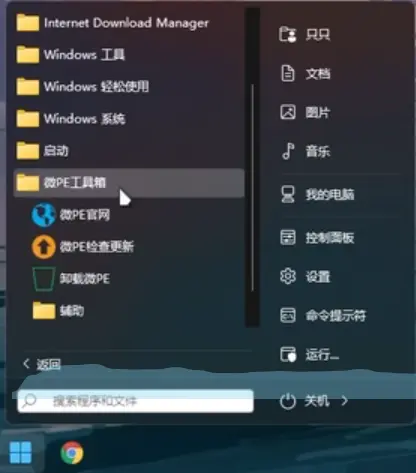 Internet Download Manager
Windows 工具
Windows 轻松使用
Windows 系统
启动
微PE工具箱
微PE官网
微PE检查更新
卸载微PE
辅助
返回
搜索程序和文件
只只
文档
图片
音乐
我的电脑
控制面板
设置
命令提示符
运行...
关机